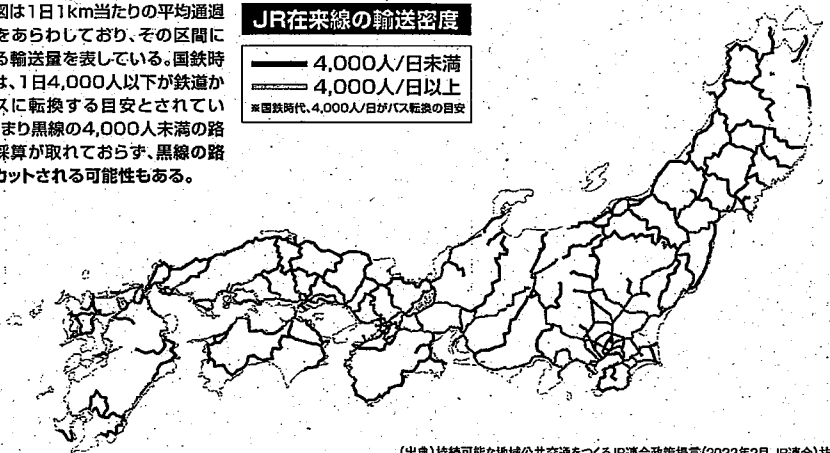 図は1日1km当たりの平均通過
をあらわしており、その区間に
る輸送量を表している。国鉄時
は、1日4,000人以下が鉄道か
スに転換する目安とされてい
まり黒線の4,000人未満の路
採算が取れておらず、黒線の路
カットされる可能性もある。
JR在来線の輸送密度
4,000人/日未満
4,000人/日以上
※国鉄時代、4,000人/日がバス転換の目安
(出典)持続可能な地域公共交通をつくるJR連合政策提言(2022年2月 JR連合)